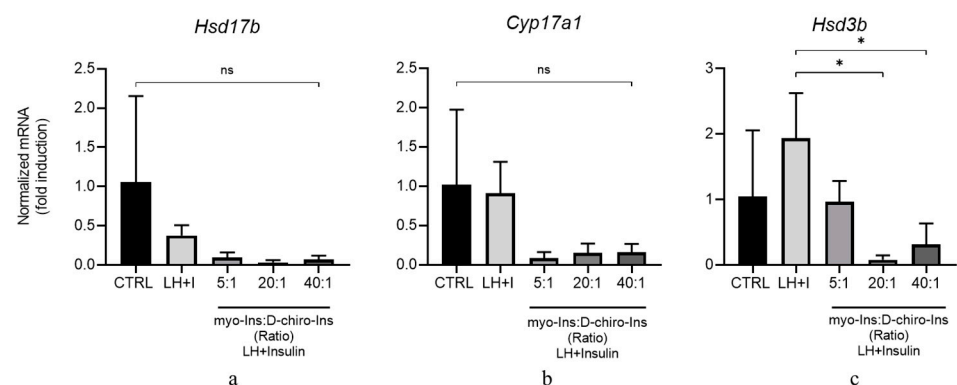 Hsd17b
Normalized mRNA
(fold induction)
2.5
2.0
1.5
1.0
0.5
0.0
ns
CTRL LH+I 5:1 20:1 40:1
myo-Ins:D-chiro-Ins
(Ratio)
LH+Insulin
a
Cyp17a1
2.5
2.0
1.5
1.0
0.5
0.0
ns
CTRL LH+I 5:1 20:1 40:1
myo-Ins:D-chiro-Ins
(Ratio)
LH+Insulin
b
Hsd3b
3
2
1
0
*
*
CTRL LH+I 5:1 20:1 40:1
myo-Ins:D-chiro-Ins
(Ratio)
LH+Insulin
c